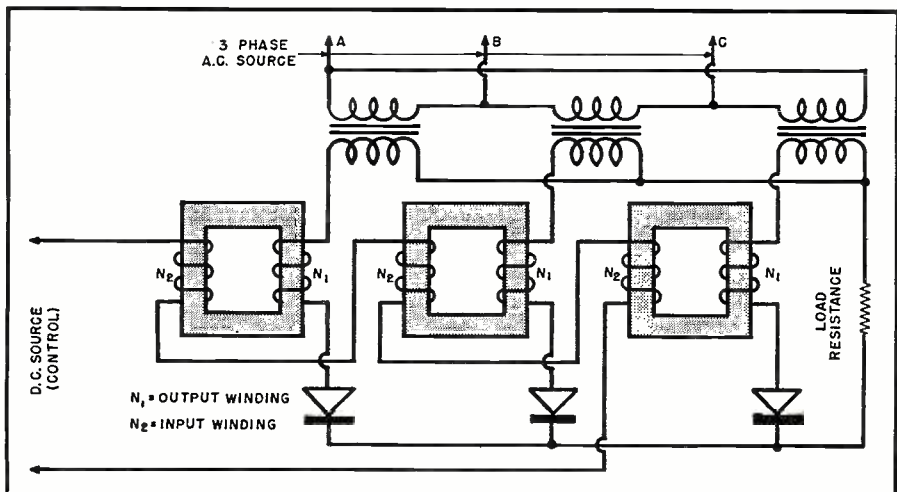 3 PHASE
A.C. SOURCE
A
B
C
N₂
N₁
N₂
N₁
N₂
N₁
D.C. SOURCE
(CONTROL)
LOAD
RESISTANCE
N₁ = OUTPUT WINDING
N₂ = INPUT WINDING